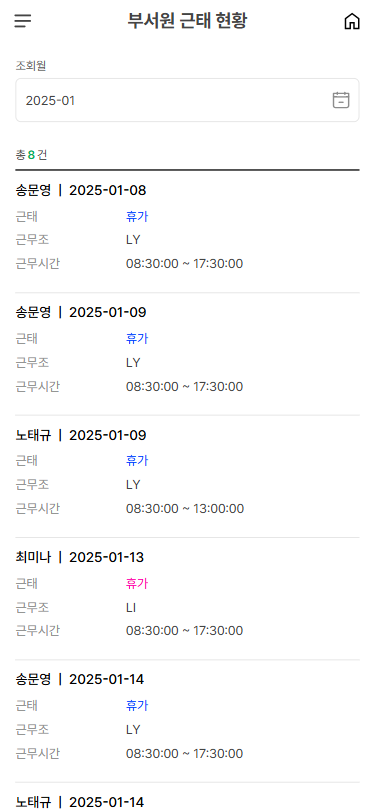 부서원 근태 현황
조회월
2025-01
총 8 건
송문영 | 2025-01-08
근태 휴가
근무조 LY
근무시간 08:30:00 ~ 17:30:00
송문영 | 2025-01-09
근태 휴가
근무조 LY
근무시간 08:30:00 ~ 17:30:00
노태규 | 2025-01-09
근태 휴가
근무조 LY
근무시간 08:30:00 ~ 13:00:00
최미나 | 2025-01-13
근태 휴가
근무조 LI
근무시간 08:30:00 ~ 17:30:00
송문영 | 2025-01-14
근태 휴가
근무조 LY
근무시간 08:30:00 ~ 17:30:00
노태규 | 2025-01-14